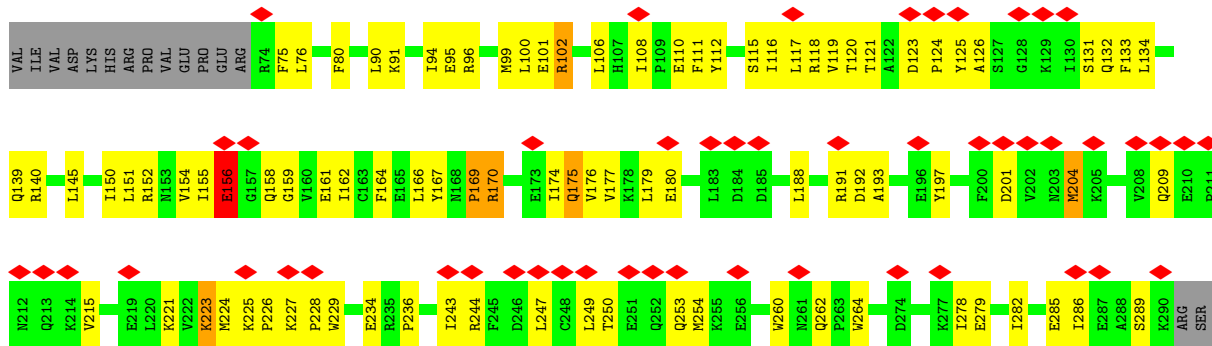 VAL ILE VAL ASP LYS HIS ARG PRO VAL GLU PRO GLU ARG R74 F75 L76 F80 L90 K91 I94 E95 R96 M99 L100 E101 R102 L106 H107 I108 P109 E110 F111 Y112 S115 I116 L117 R118 V119 T120 T121 A122 D123 P124 Y125 A126 S127 G128 K129 I130 S131 Q132 F133 L134
Q139 R140 L145 I150 L151 R152 N153 V154 I155 E156 G157 Q158 G159 V160 E161 I162 C163 F164 E165 L166 Y167 N168 P169 R170 E173 I174 Q175 V176 V177 K178 L179 E180 L183 D184 D185 L188 R191 D192 A193 E196 Y197 F200 D201 V202 N203 M204 K205 V208 Q209 E210 P211
N212 Q213 K214 V215 E219 L220 K221 V222 K223 M224 K225 P226 K227 P228 W229 E234 R235 P236 I243 R244 F245 D246 L247 C248 L249 T250 E251 Q252 Q253 M254 K255 E256 W260 N261 Q262 P263 W264 D274 K277 I278 E279 I282 E285 I286 E287 A288 S289 K290 ARG SER